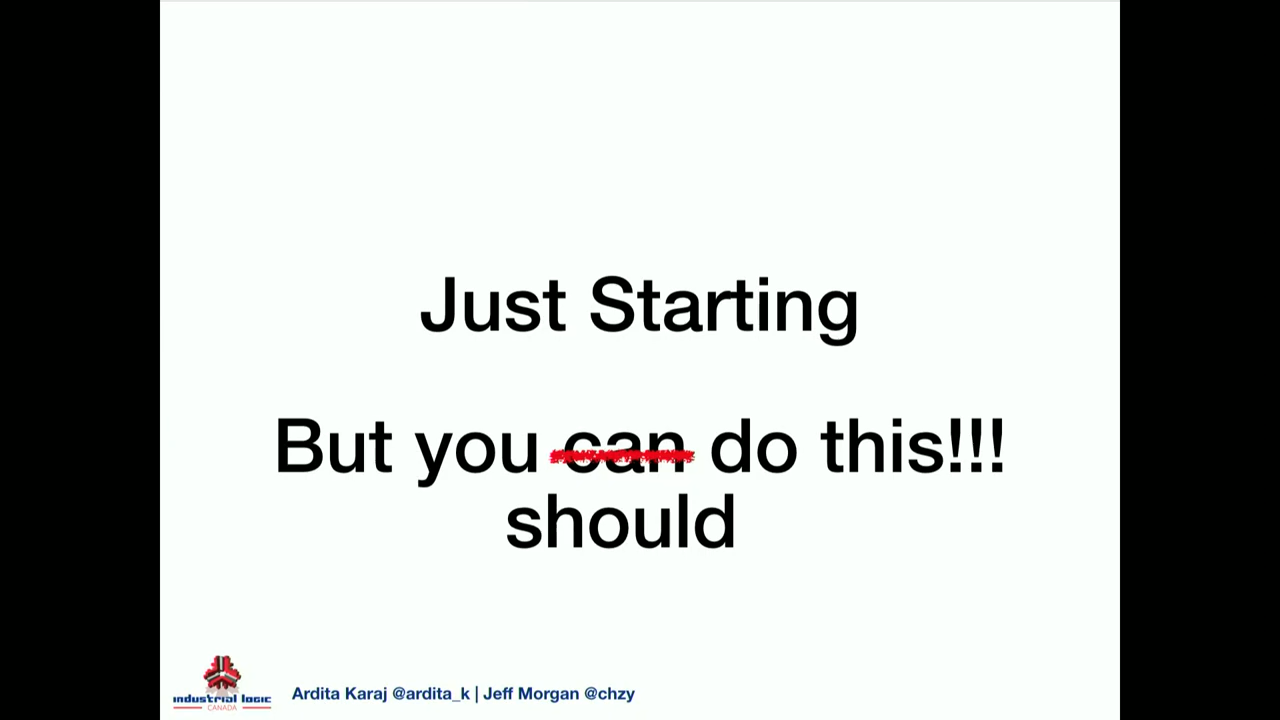 Just Starting
But you can do this!!!
should
industrial logic
CANADA
Ardita Karaj @ardita_k | Jeff Morgan @chzy